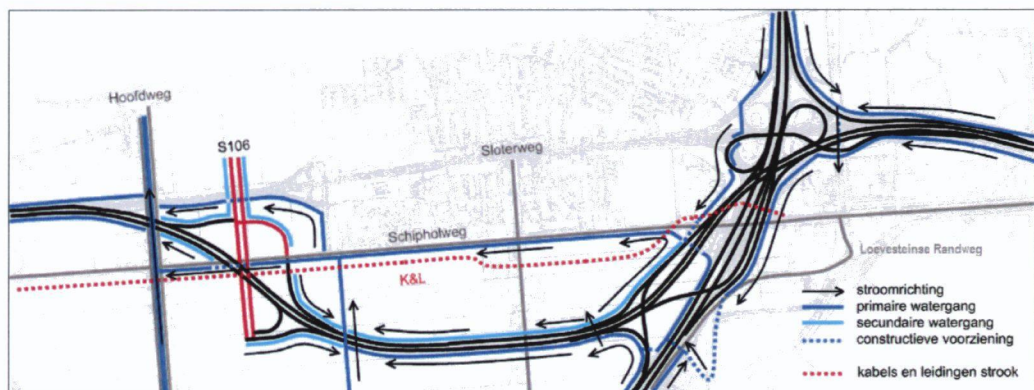 Hoofdweg
S106
Sloterweg
Schipholweg
Loevesteinse Randweg
K&L
stroomrichting
primaire watergang
secundaire watergang
constructieve voorziening
kabels en leidingen strook